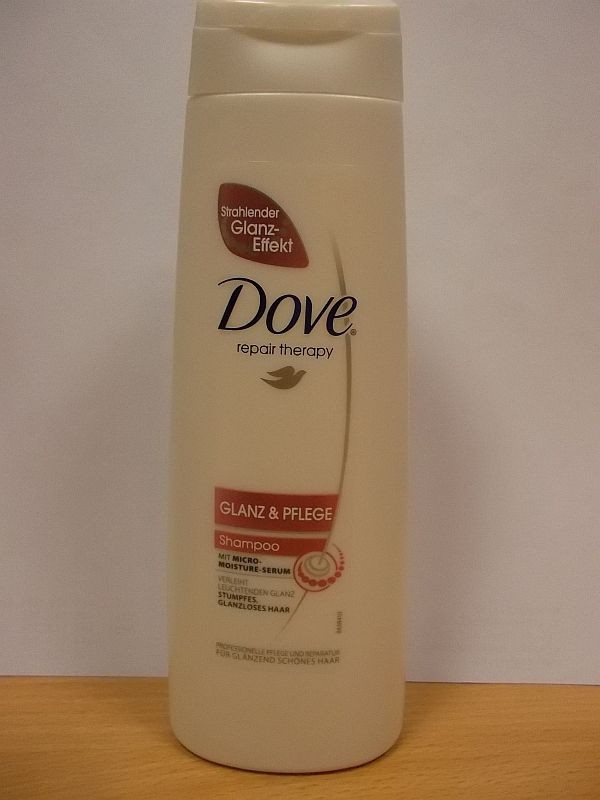 Strahlender
Glanz-
Effekt
Dove
repair therapy
GLANZ & PFLEGE
Shampoo
MIT MICRO-
MOISTURE-SERUM
VERLEIHT
LEUCHTENDEN GLANZ
STUMPFES,
GLANZLOSES HAAR
PROFESSIONELLE PFLEGE UND REPARATUR
FÜR GLÄNZEND SCHÖNES HAAR